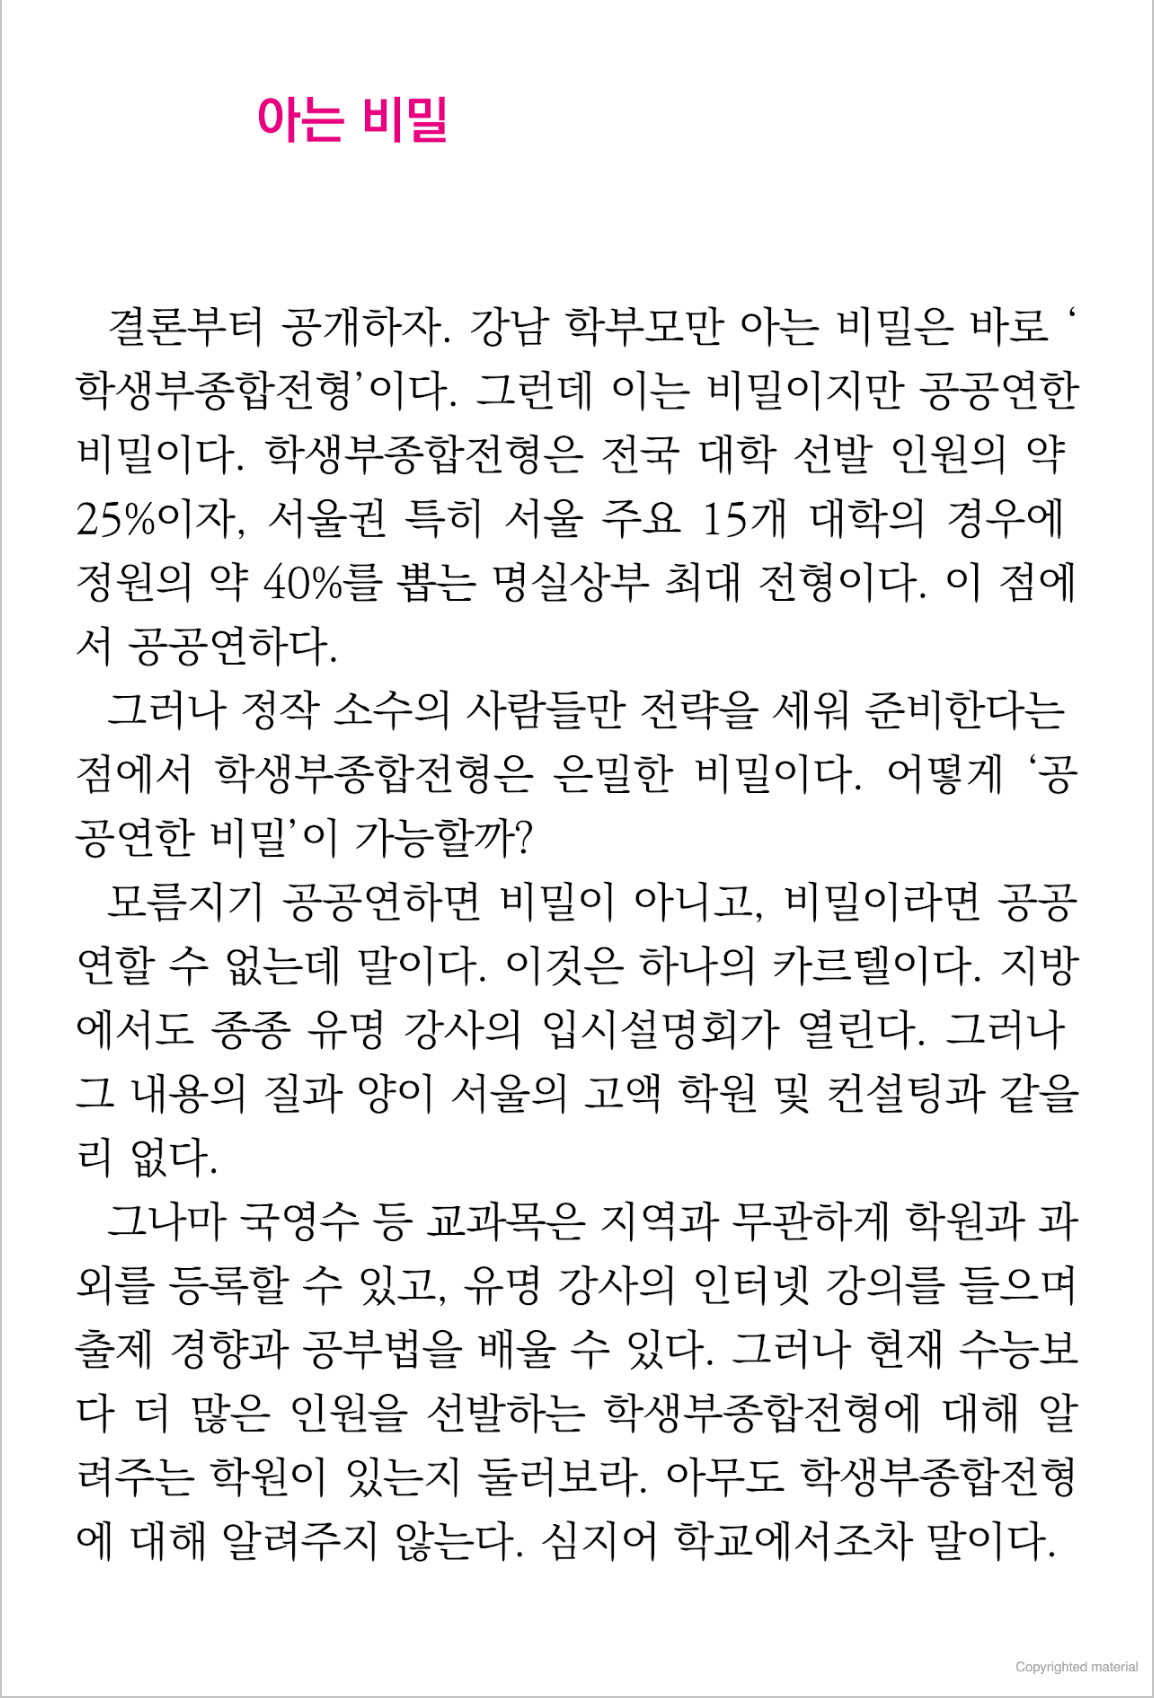 아는 비밀
결론부터 공개하자. 강남 학부모만 아는 비밀은 바로 ‘
학생부종합전형’이다. 그런데 이는 비밀이지만 공공연한
비밀이다. 학생부종합전형은 전국 대학 선발 인원의 약
25%이자, 서울권 특히 서울 주요 15개 대학의 경우에
정원의 약 40%를 뽑는 명실상부 최대 전형이다. 이 점에
서 공공연하다.
그러나 정작 소수의 사람들만 전략을 세워 준비한다는
점에서 학생부종합전형은 은밀한 비밀이다. 어떻게 ‘공
공연한 비밀’이 가능할까?
모름지기 공공연하면 비밀이 아니고, 비밀이라면 공공
연할 수 없는데 말이다. 이것은 하나의 카르텔이다. 지방
에서도 종종 유명 강사의 입시설명회가 열린다. 그러나
그 내용의 질과 양이 서울의 고액 학원 및 컨설팅과 같을
리 없다.
그나마 국영수 등 교과목은 지역과 무관하게 학원과 과
외를 등록할 수 있고, 유명 강사의 인터넷 강의를 들으며
출제 경향과 공부법을 배울 수 있다. 그러나 현재 수능보
다 더 많은 인원을 선발하는 학생부종합전형에 대해 알
려주는 학원이 있는지 둘러보라. 아무도 학생부종합전형
에 대해 알려주지 않는다. 심지어 학교에서조차 말이다.
Copyrighted material